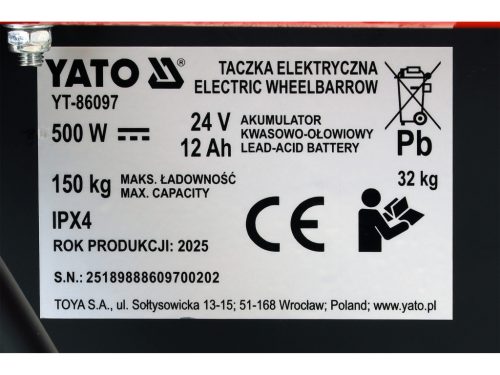 YATO
TACZKA ELEKTRYCZNA
ELECTRIC WHEELBARROW
YT-86097
500 W
24 V
12 Ah
AKUMULATOR
KWASOWO-OŁOWIOWY
LEAD-ACID BATTERY
Pb
150 kg
MAKS. ŁADOWNOŚĆ
MAX. CAPACITY
32 kg
IPX4
CE
ROK PRODUKCJI: 2025
S.N.: 25189888609700202
TOYA S.A., ul. Sołtysowicka 13-15; 51-168 Wrocław; Poland; www.yato.pl